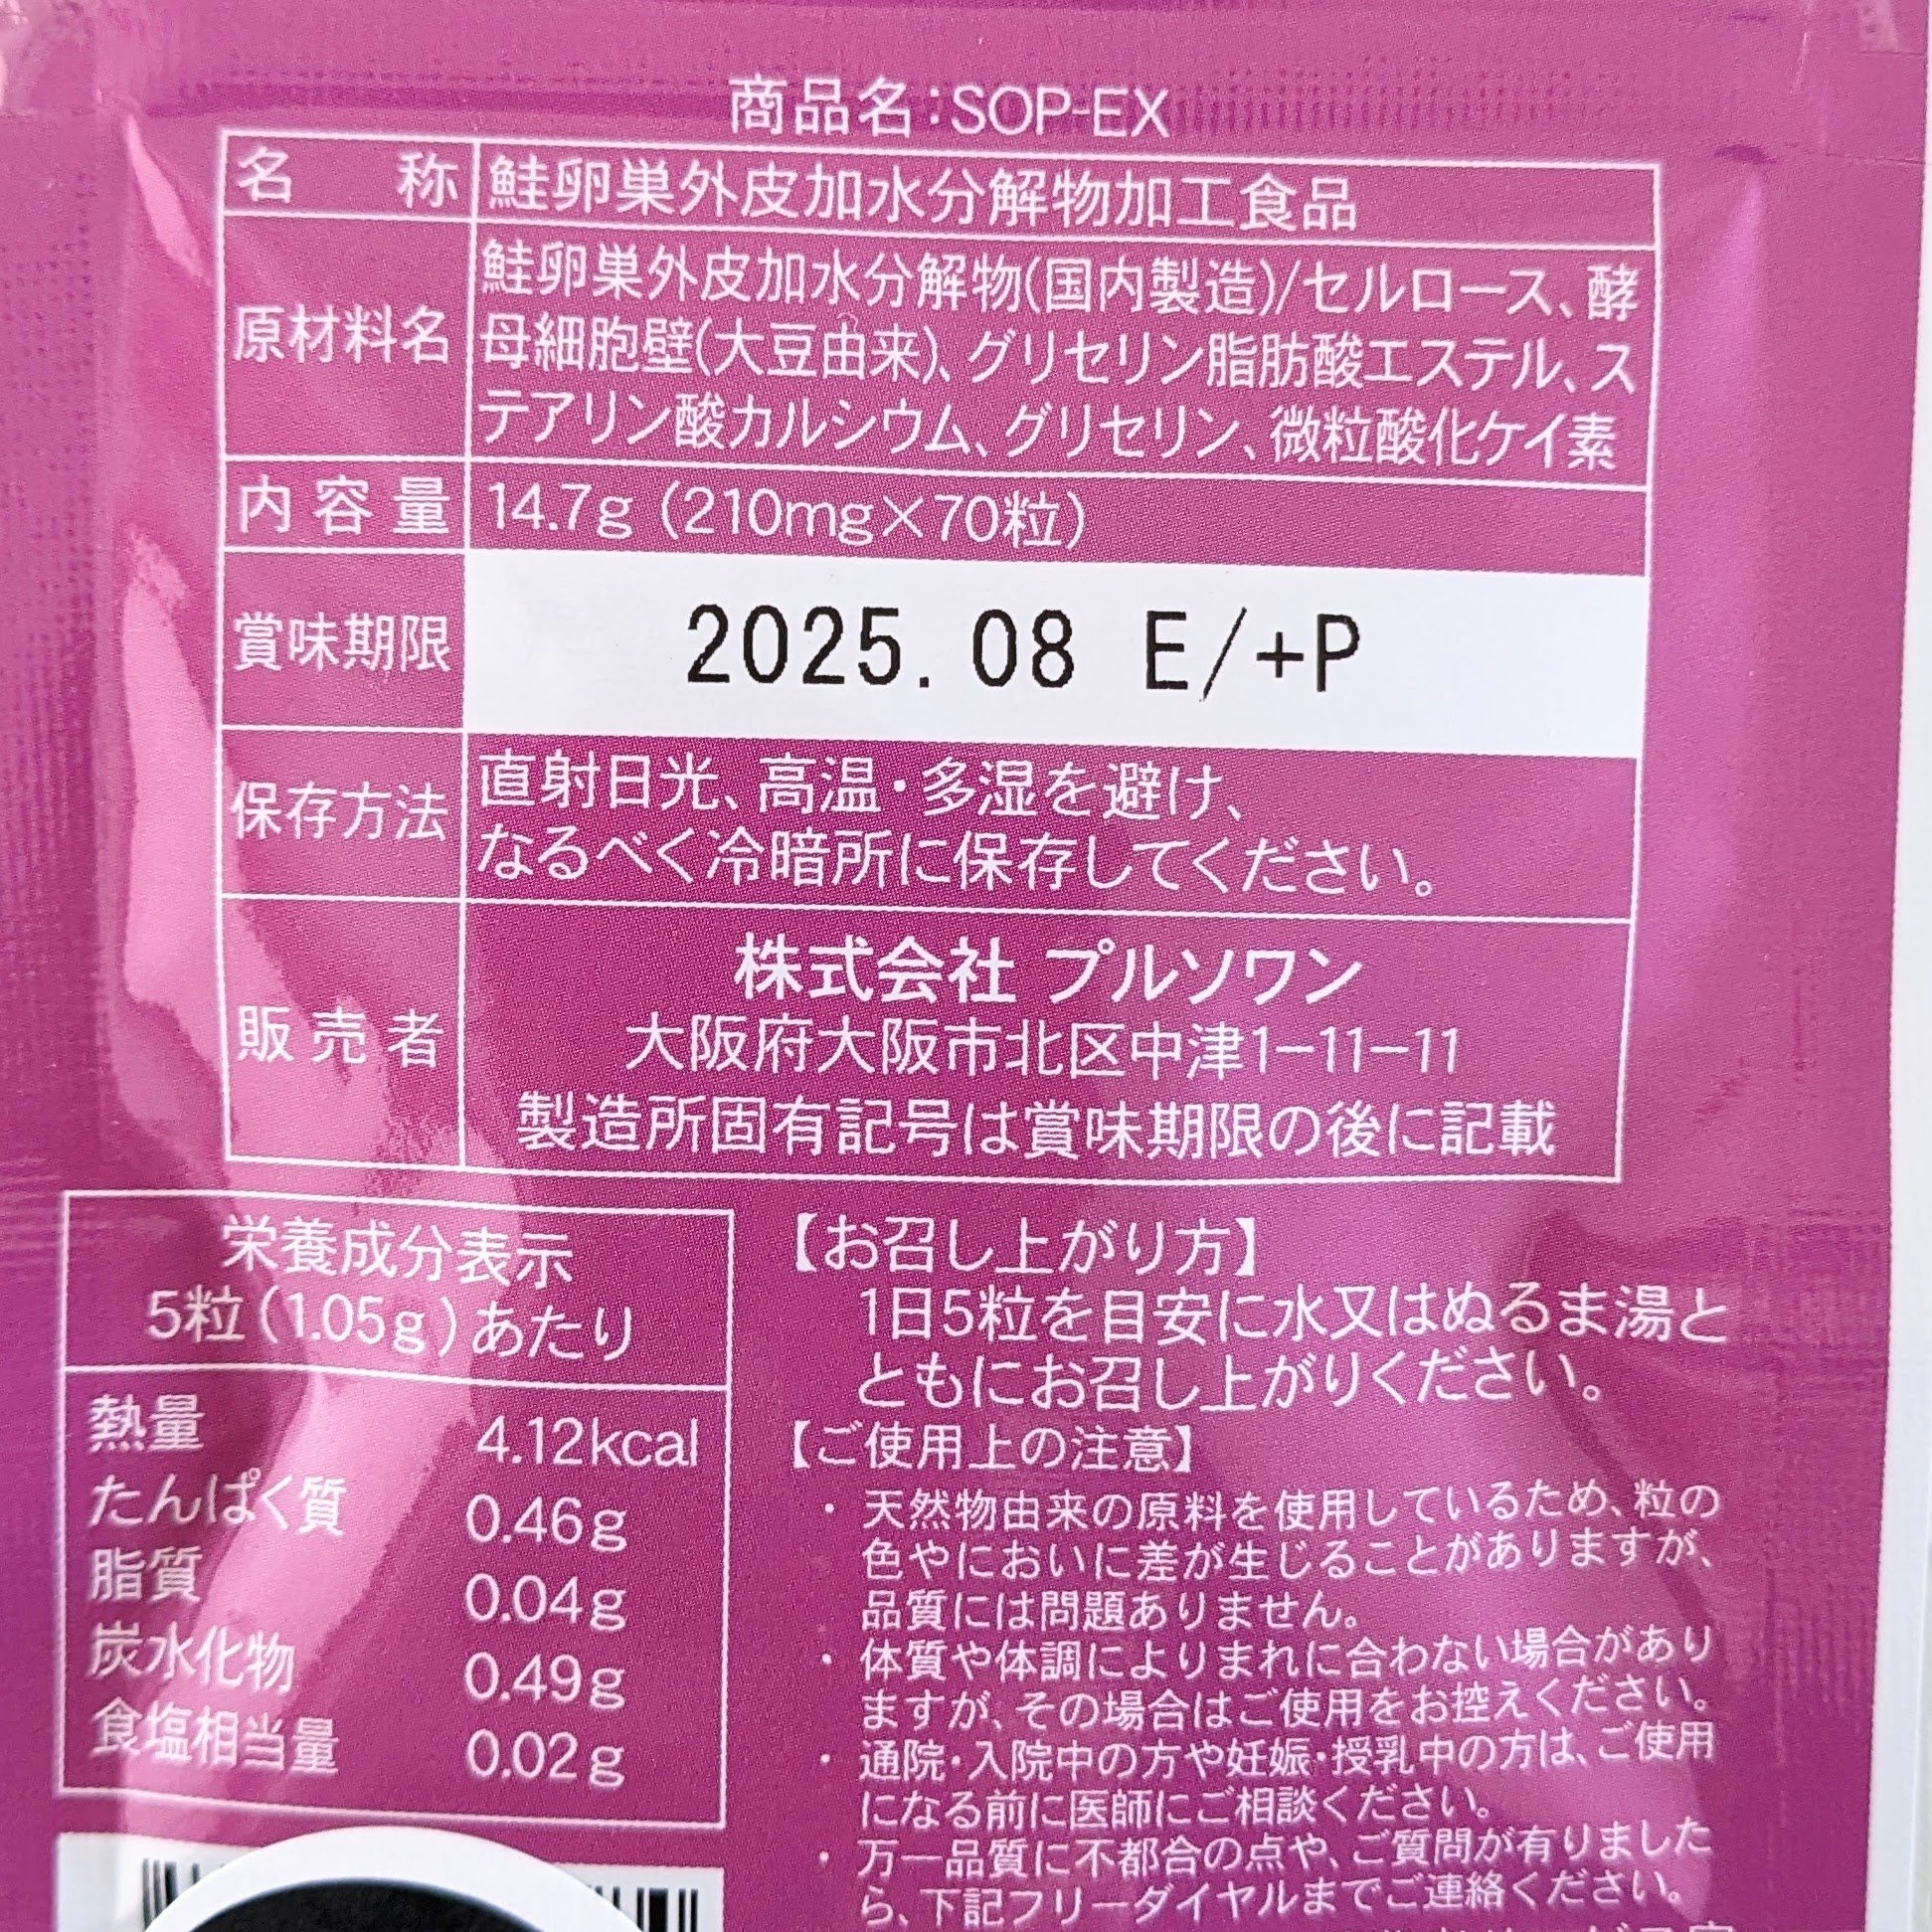 商品名:SOP-EX
名称 鮭卵巣外皮加水分解物加工食品
原材料名 鮭卵巣外皮加水分解物(国内製造)/セルロース、酵
母細胞壁(大豆由来)、グリセリン脂肪酸エステル、ス
テアリン酸カルシウム、グリセリン、微粒酸化ケイ素
内容量 14.7g (210mg×70粒)
賞味期限 2025.08 E/+P
保存方法 直射日光、高温・多湿を避け、
なるべく冷暗所に保存してください。
販売者 株式会社 プルソワン
大阪府大阪市北区中津1-11-11
製造所固有記号は賞味期限の後に記載
栄養成分表示
5粒(1.05g)あたり
熱量 4.12kcal
たんぱく質 0.46g
脂質 0.04g
炭水化物 0.49g
食塩相当量 0.02g
【お召し上がり方】
1日5粒を目安に水又はぬるま湯と
ともにお召し上がりください。
【ご使用上の注意】
・天然物由来の原料を使用しているため、粒の
色やにおいに差が生じることがありますが、
品質には問題ありません。
・体質や体調によりまれに合わない場合があり
ますが、その場合はご使用をお控えください。
・通院・入院中の方や妊娠・授乳中の方は、ご使用
になる前に医師にご相談ください。
・万一品質に不都合の点や、ご質問が有りました
ら、下記フリーダイヤルまでご連絡ください。